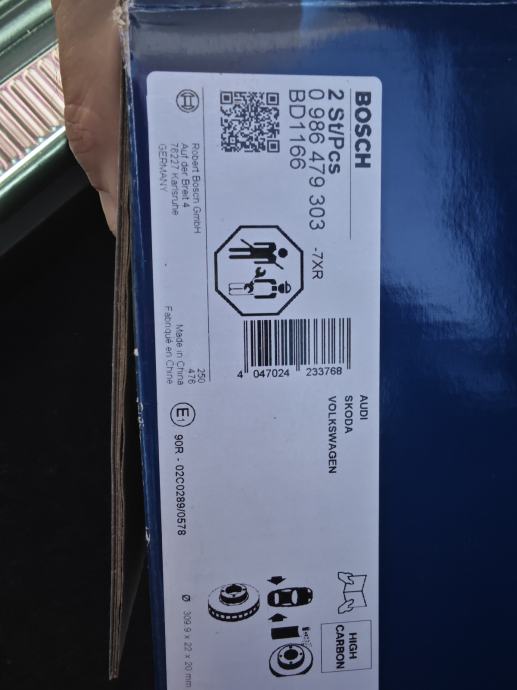 BOSCH
2 St/Pcs
0 986 479 303 -7XR
BD1166
Robert Bosch GmbH
Auf der Breit 4
76227 Karlsruhe
GERMANY
4 047024 233768
250
476
Made in China
Fabriqué en Chine
AUDI
SKODA
VOLKSWAGEN
E1 90R - 02C0289/0578
HIGH
CARBON
Ø 309.9 x 22 x 20 mm